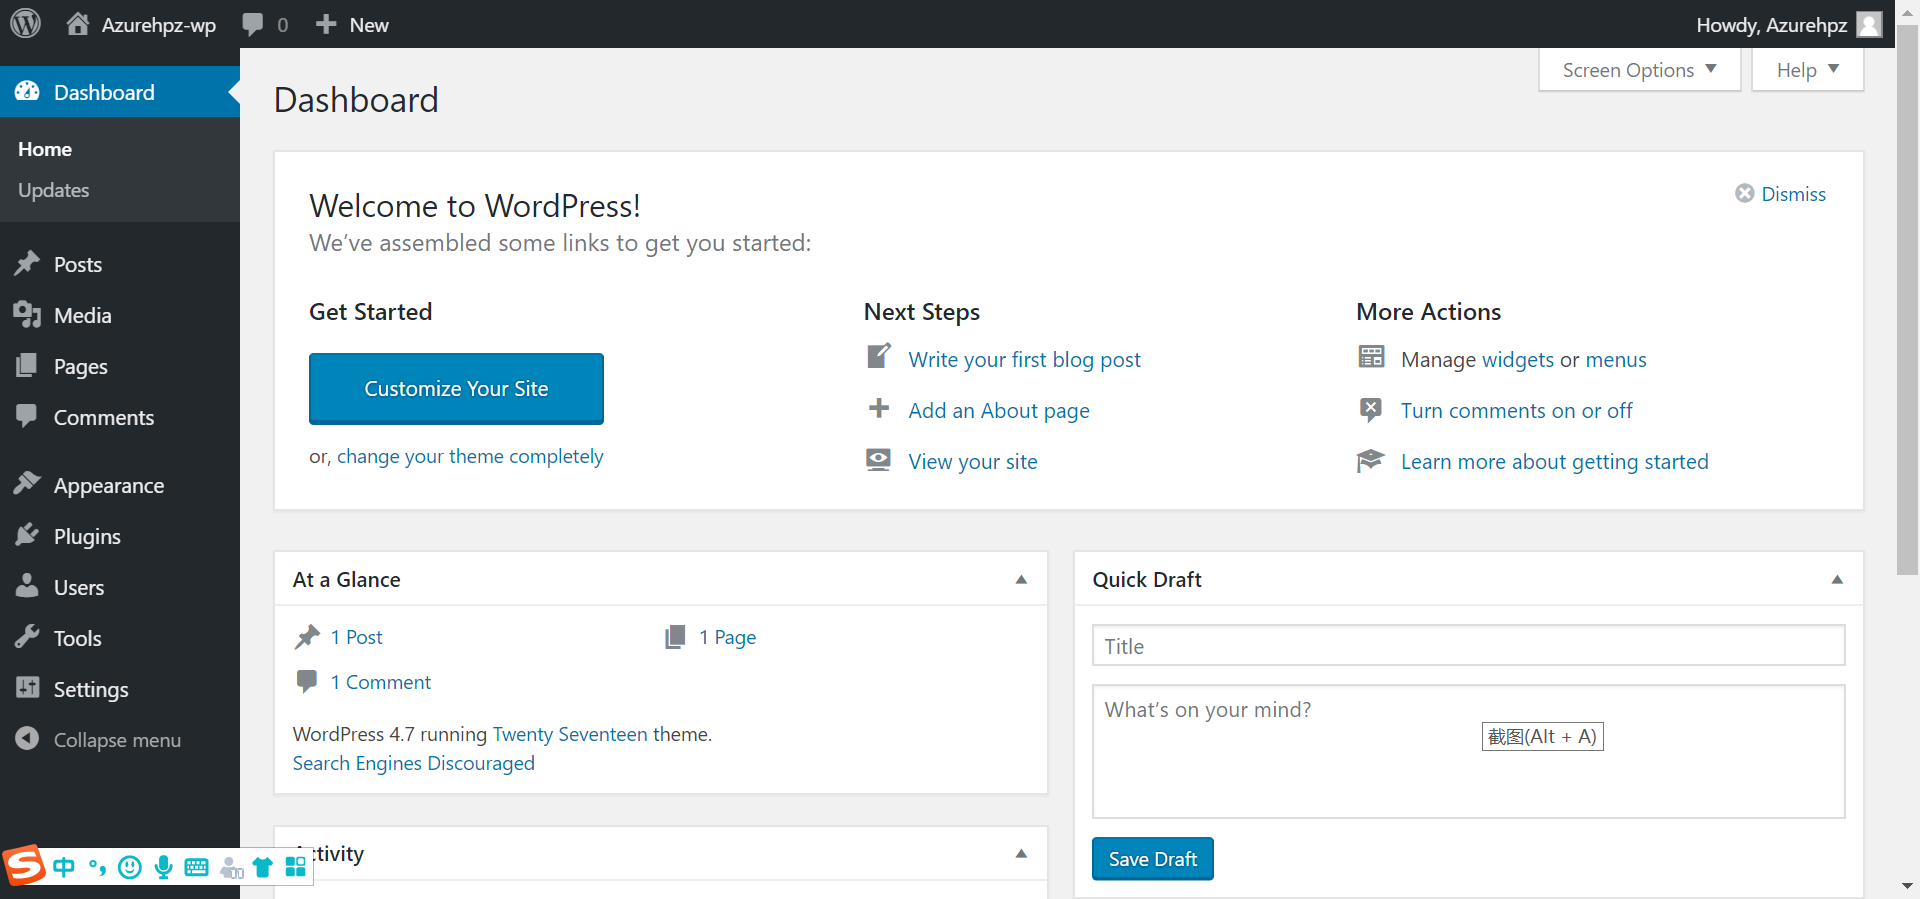 Azurehpz-wp 0 New Howdy, Azurehpz
Screen Options Help
Dashboard
Home
Updates
Posts
Media
Pages
Comments
Appearance
Plugins
Users
Tools
Settings
Collapse menu
Dashboard
Welcome to WordPress!
Dismiss
We’ve assembled some links to get you started:
Get Started
Customize Your Site
or, change your theme completely
Next Steps
Write your first blog post
Add an About page
View your site
More Actions
Manage widgets or menus
Turn comments on or off
Learn more about getting started
At a Glance
1 Post 1 Page
1 Comment
WordPress 4.7 running Twenty Seventeen theme.
Search Engines Discouraged
Quick Draft
Title
What’s on your mind?
截图(Alt + A)
Save Draft
ctivity
中